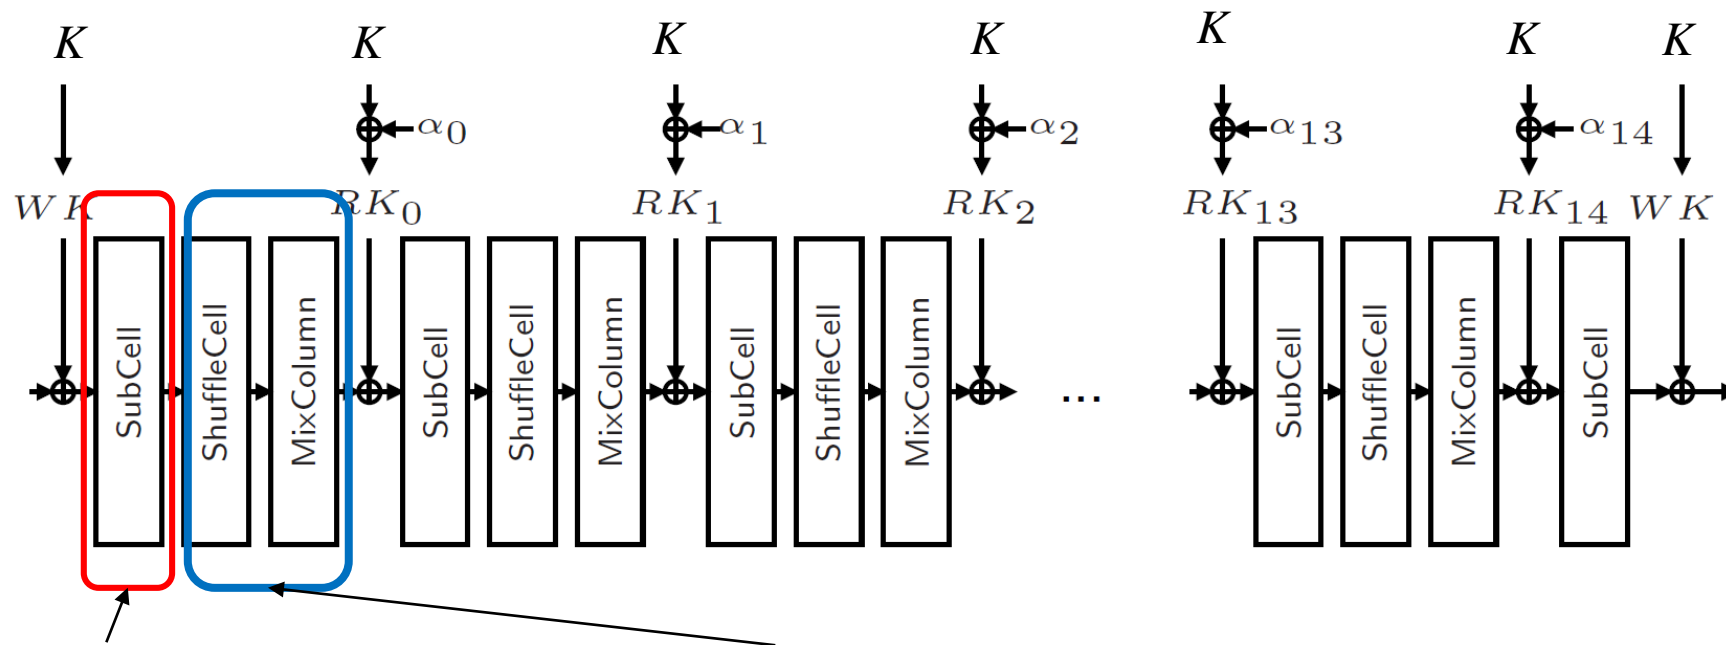 K K K K K K K
α₀ α₁ α₂ α₁₃ α₁₄
WK RK₀ RK₁ RK₂ RK₁₃ RK₁₄ WK
SubCell ShuffleCell MixColumn SubCell ShuffleCell MixColumn SubCell ShuffleCell MixColumn ... SubCell ShuffleCell MixColumn SubCell